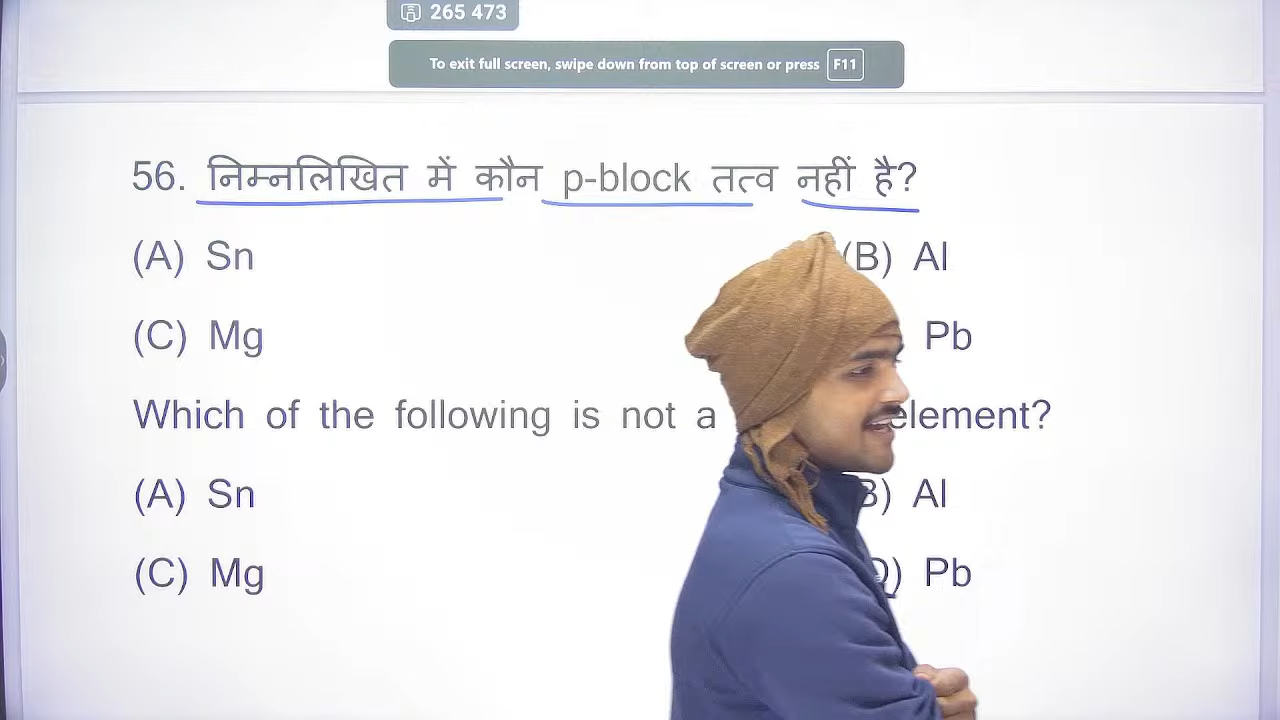 265 473
To exit full screen, swipe down from top of screen or press F11
56. निम्नलिखित में कौन p-block तत्व नहीं है?
(A) Sn (B) Al
(C) Mg Pb
Which of the following is not a element?
(A) Sn B) Al
(C) Mg D) Pb